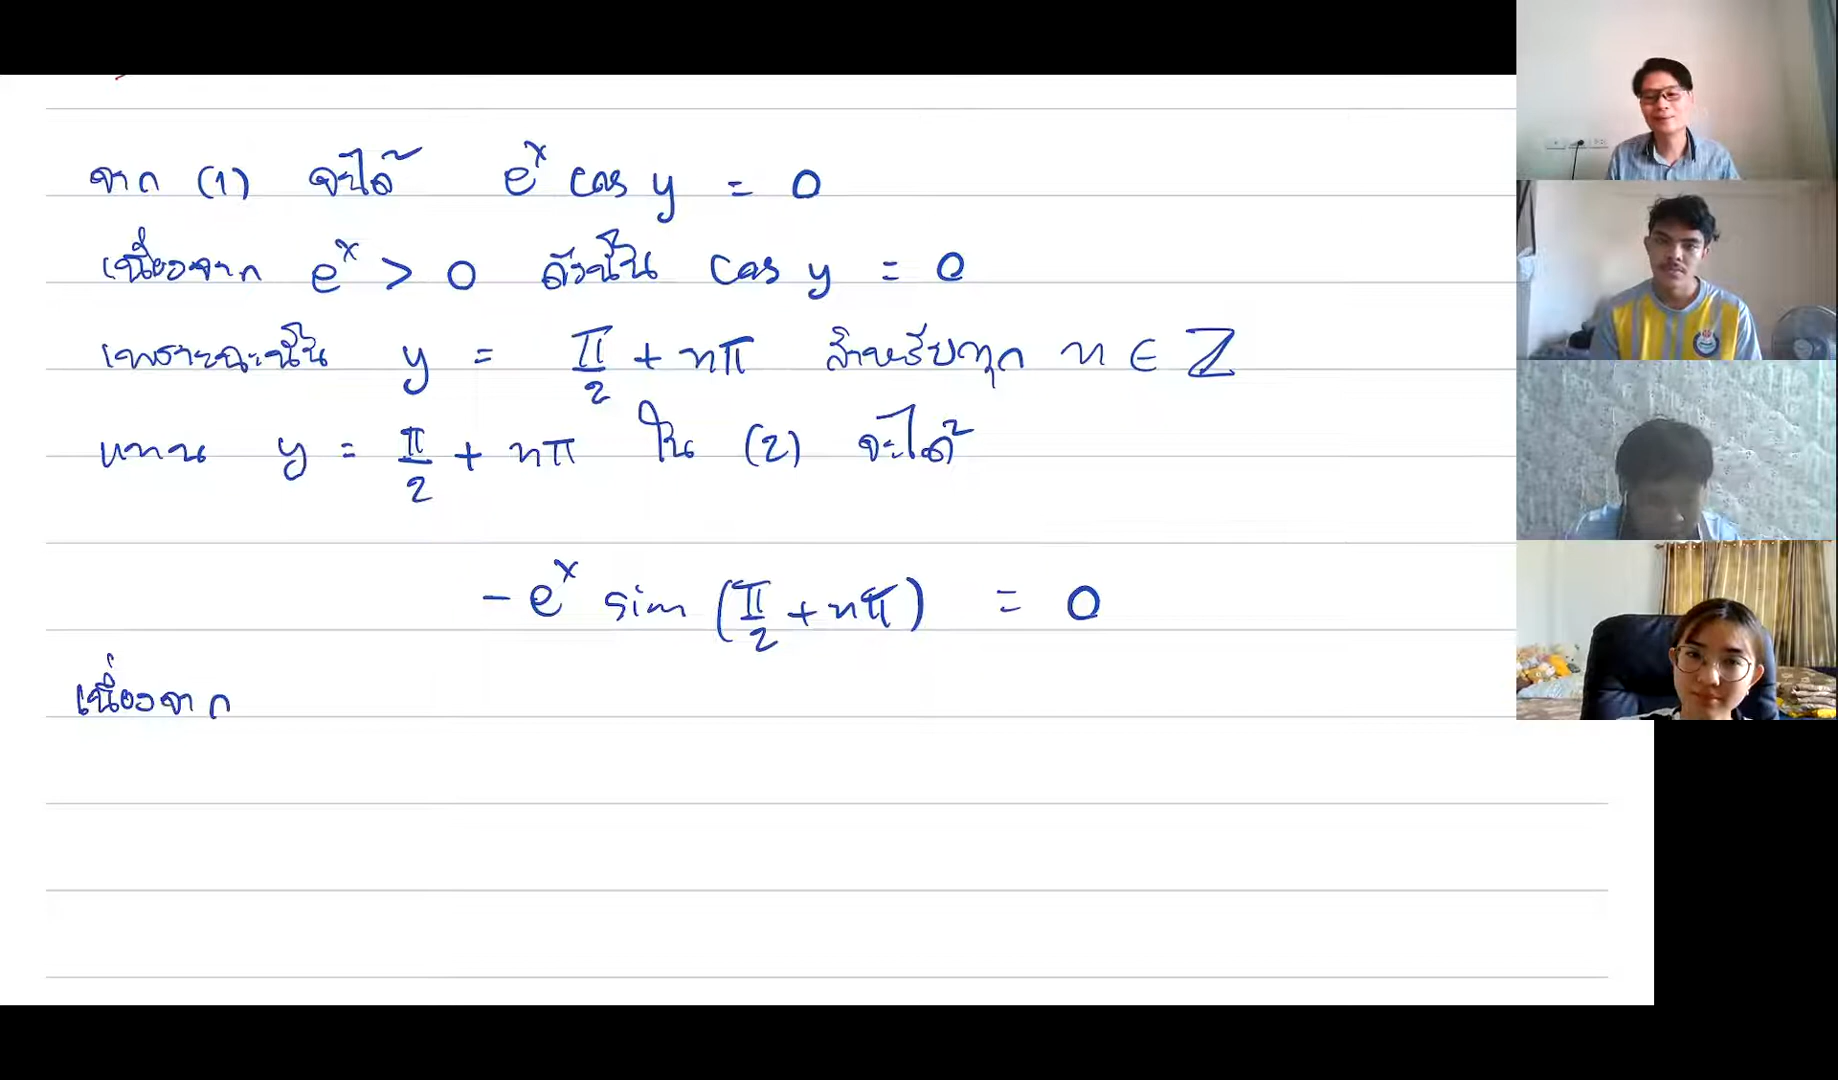 จาก (1) จะได้ e^x cos y = 0
เนื่องจาก e^x > 0 ดังนั้น cos y = 0
เพราะฉะนั้น y = π/2 + nπ สำหรับทุก n ∈ ℤ
แทน y = π/2 + nπ ใน (2) จะได้
- e^x sin (π/2 + nπ) = 0
เนื่องจาก